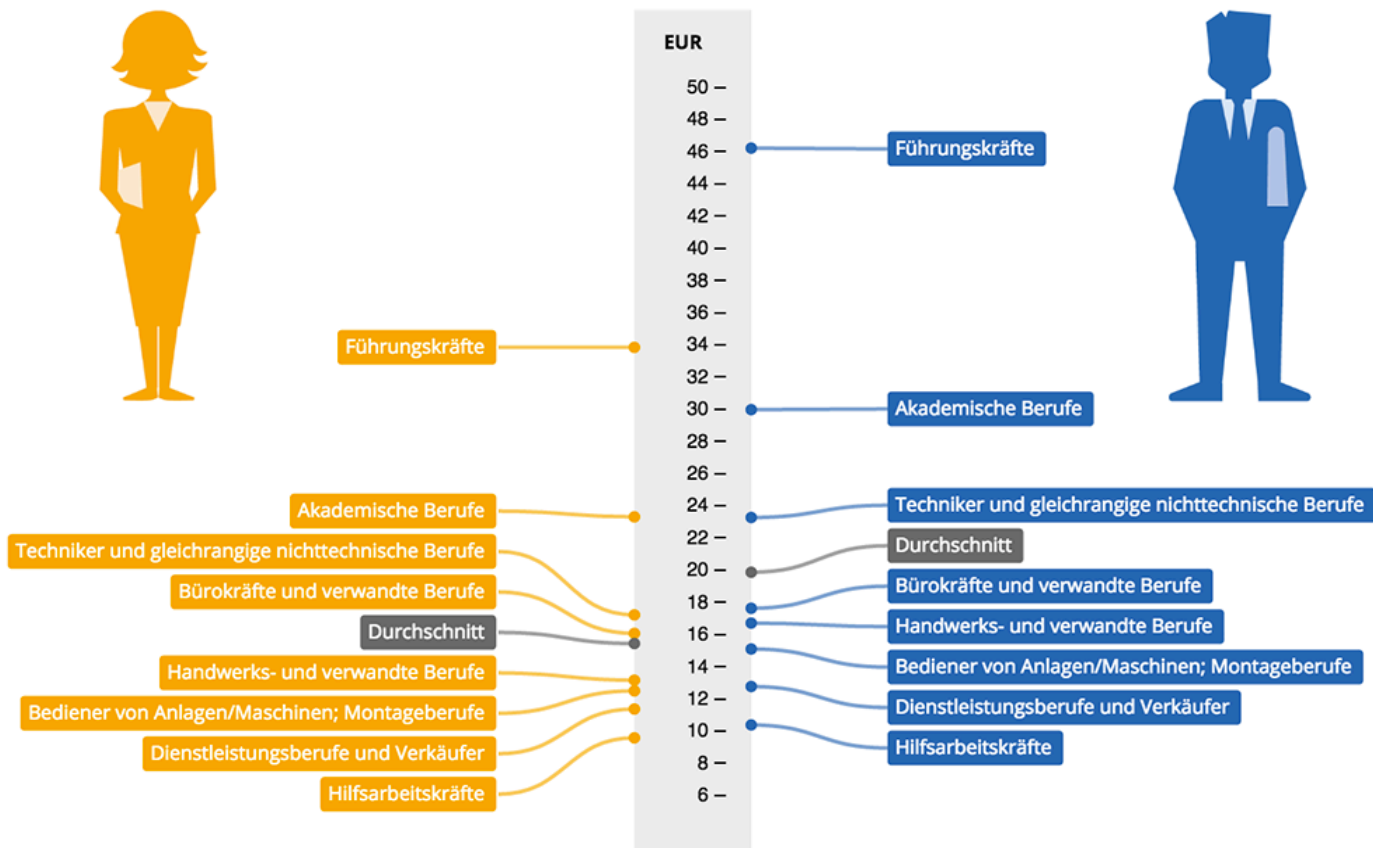 EUR
50 –
48 –
46 –
44 –
42 –
40 –
38 –
36 –
34 –
32 –
30 –
28 –
26 –
24 –
22 –
20 –
18 –
16 –
14 –
12 –
10 –
8 –
6 –
Führungskräfte
Akademische Berufe
Techniker und gleichrangige nichttechnische Berufe
Bürokräfte und verwandte Berufe
Durchschnitt
Handwerks- und verwandte Berufe
Bediener von Anlagen/Maschinen; Montageberufe
Dienstleistungsberufe und Verkäufer
Hilfsarbeitskräfte
Führungskräfte
Akademische Berufe
Techniker und gleichrangige nichttechnische Berufe
Durchschnitt
Bürokräfte und verwandte Berufe
Handwerks- und verwandte Berufe
Bediener von Anlagen/Maschinen; Montageberufe
Dienstleistungsberufe und Verkäufer
Hilfsarbeitskräfte